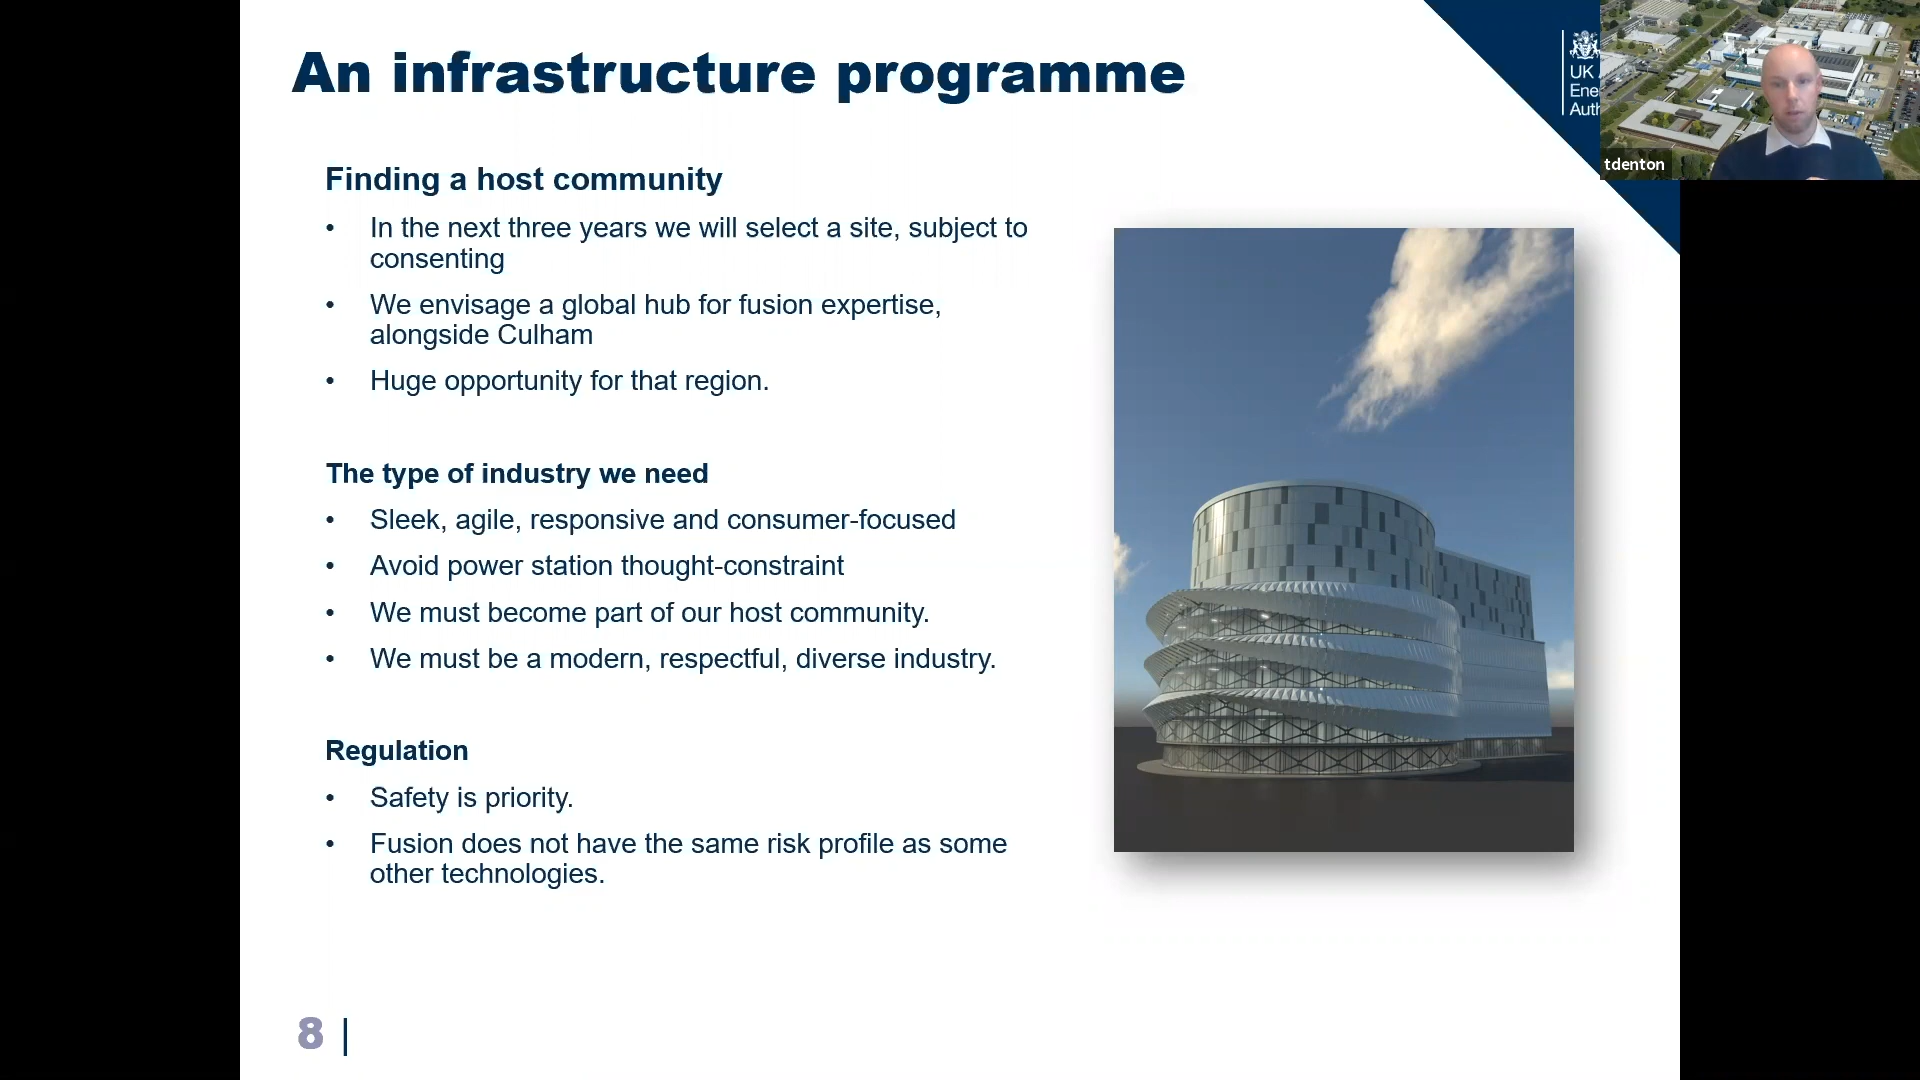 An infrastructure programme
UK
Ene
Auth
tdenton
Finding a host community
• In the next three years we will select a site, subject to
consenting
• We envisage a global hub for fusion expertise,
alongside Culham
• Huge opportunity for that region.
The type of industry we need
• Sleek, agile, responsive and consumer-focused
• Avoid power station thought-constraint
• We must become part of our host community.
• We must be a modern, respectful, diverse industry.
Regulation
• Safety is priority.
• Fusion does not have the same risk profile as some
other technologies.
8 |